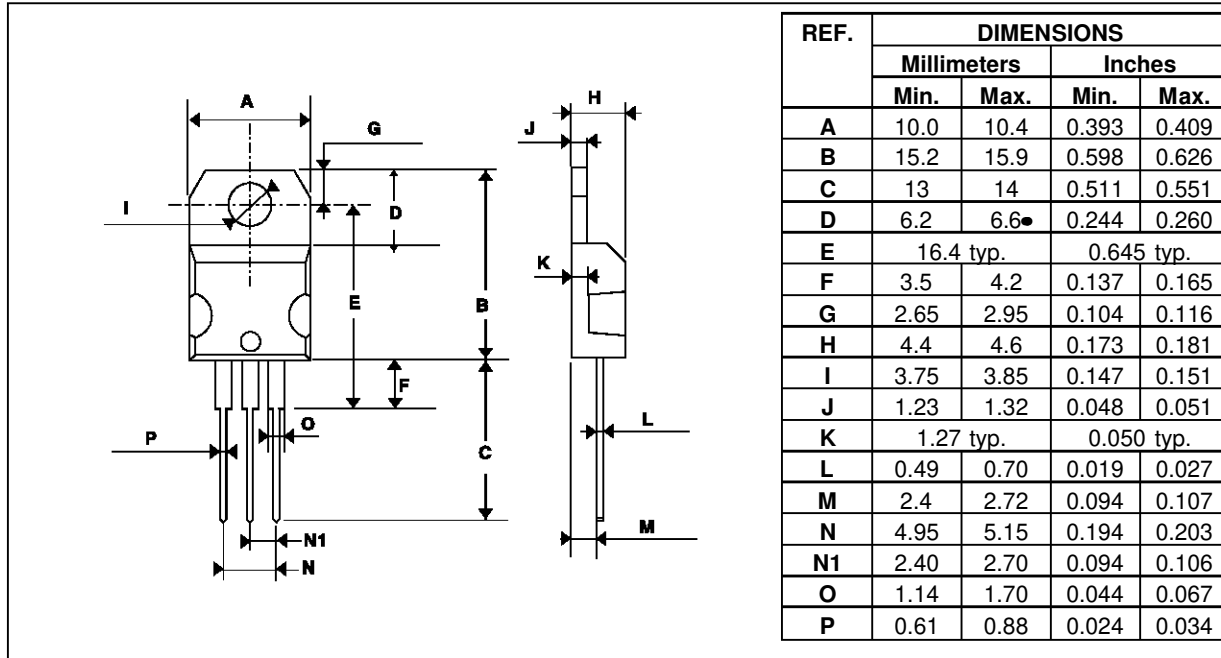 A
G
I
D
E
B
F
O
P
C
N1
N
H
J
K
L
M
REF. DIMENSIONS
Millimeters Inches
Min. Max. Min. Max.
A 10.0 10.4 0.393 0.409
B 15.2 15.9 0.598 0.626
C 13 14 0.511 0.551
D 6.2 6.6 0.244 0.260
E 16.4 typ. 0.645 typ.
F 3.5 4.2 0.137 0.165
G 2.65 2.95 0.104 0.116
H 4.4 4.6 0.173 0.181
I 3.75 3.85 0.147 0.151
J 1.23 1.32 0.048 0.051
K 1.27 typ. 0.050 typ.
L 0.49 0.70 0.019 0.027
M 2.4 2.72 0.094 0.107
N 4.95 5.15 0.194 0.203
N1 2.40 2.70 0.094 0.106
O 1.14 1.70 0.044 0.067
P 0.61 0.88 0.024 0.034